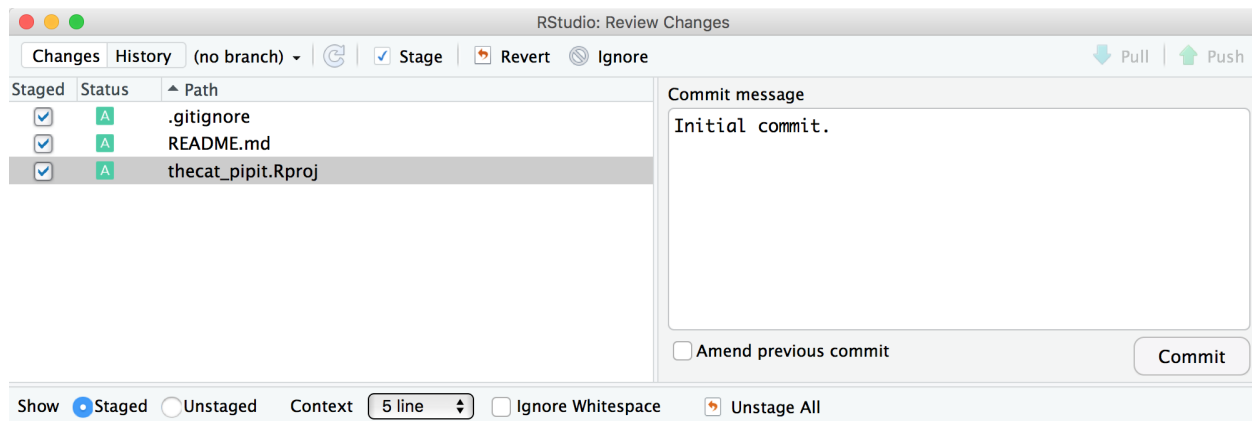 RStudio: Review Changes
Changes History (no branch) Stage Revert Ignore Pull Push
Staged Status Path
A .gitignore
A README.md
A thecat_pipit.Rproj
Commit message
Initial commit.
Amend previous commit Commit
Show Staged Unstaged Context 5 line Ignore Whitespace Unstage All